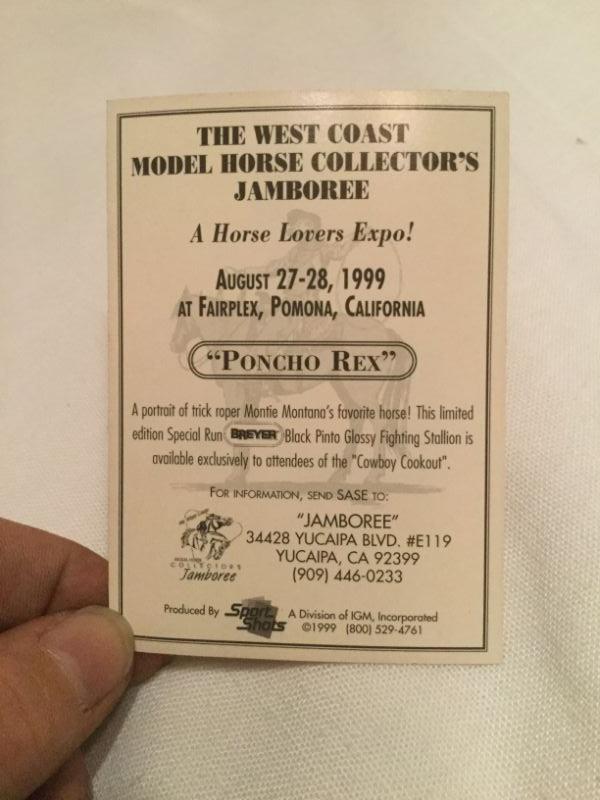 THE WEST COAST
MODEL HORSE COLLECTOR'S
JAMBOREE
A Horse Lovers Expo!
AUGUST 27-28, 1999
AT FAIRPLEX, POMONA, CALIFORNIA
"PONCHO REX"
A portrait of trick roper Montie Montana's favorite horse! This limited
edition Special Run BREYER Black Pinto Glossy Fighting Stallion is
available exclusively to attendees of the "Cowboy Cookout".
FOR INFORMATION, SEND SASE TO:
"JAMBOREE"
34428 YUCAIPA BLVD. #E119
YUCAIPA, CA 92399
(909) 446-0233
MODEL HORSE
COLLECTORS
Jamboree
Produced By Sport Shots A Division of IGM, Incorporated
©1999 (800) 529-4761